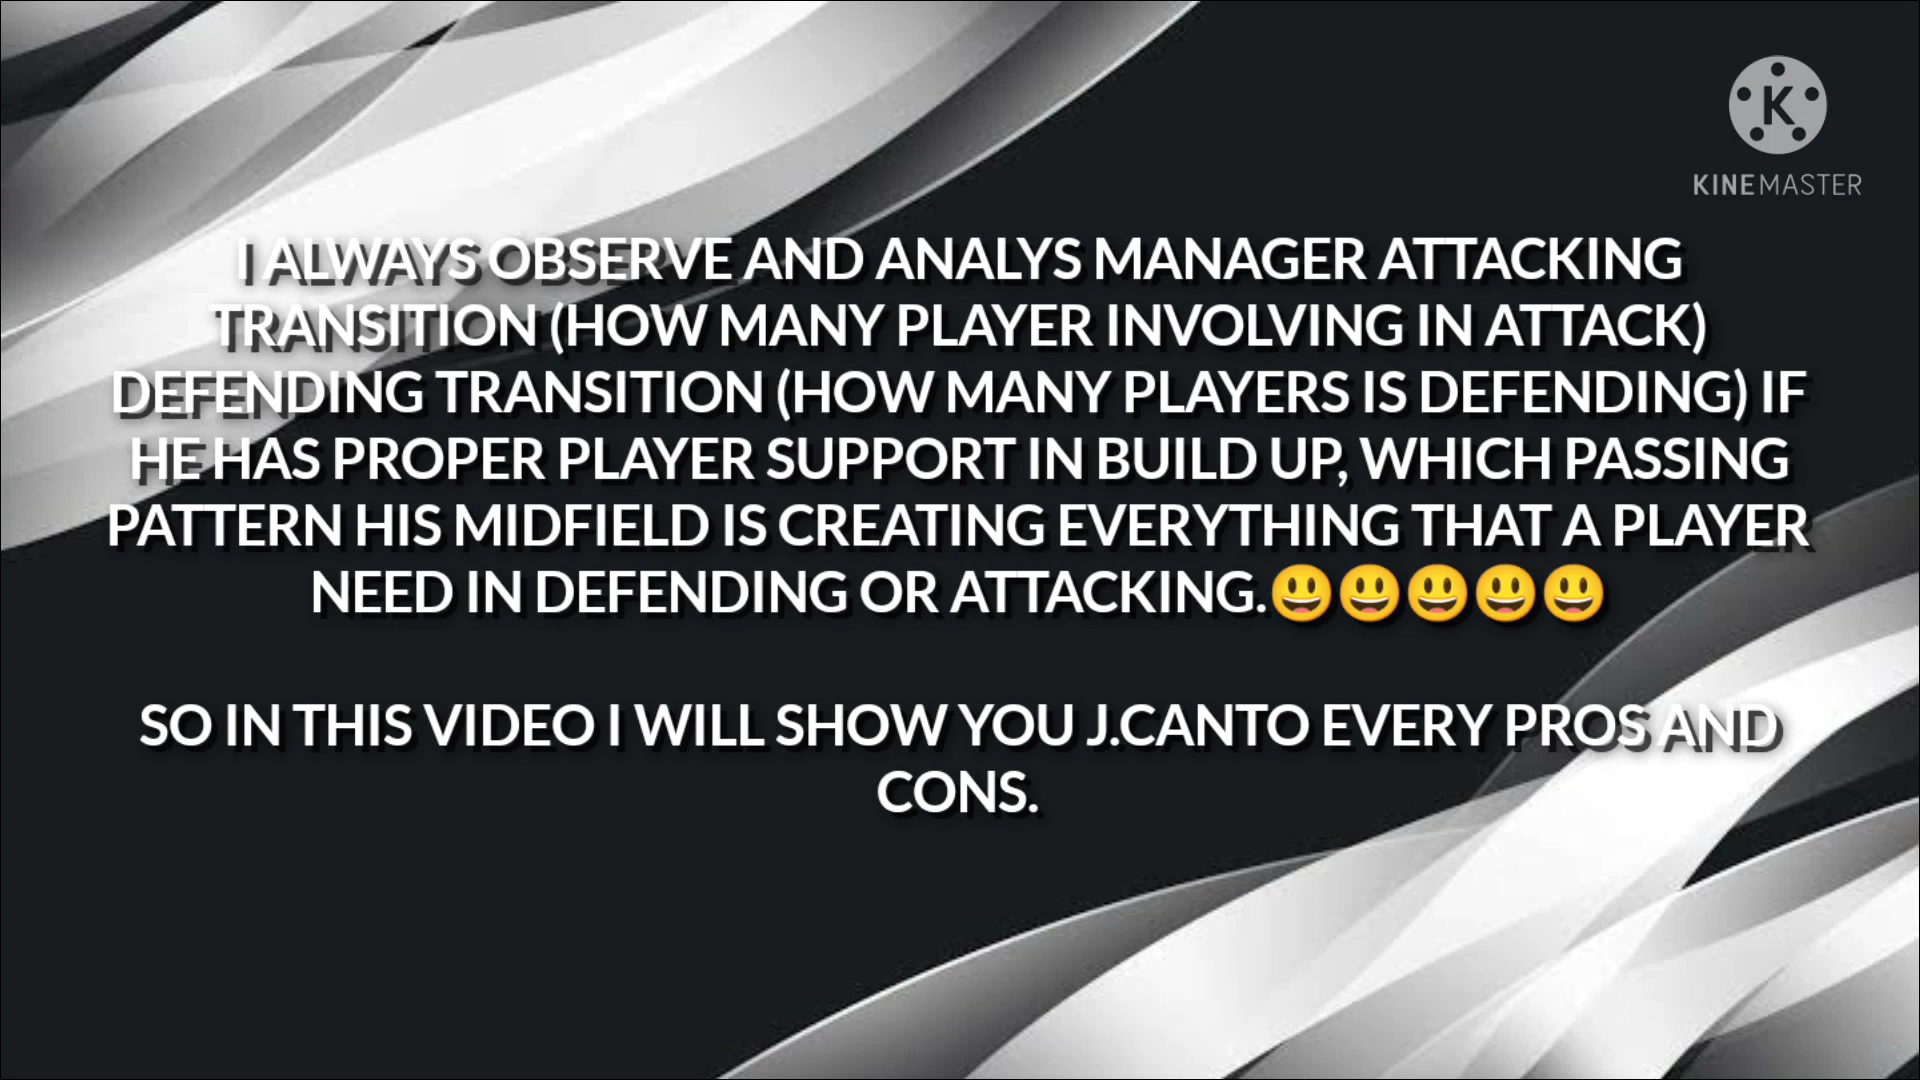 KINEMASTER
I ALWAYS OBSERVE AND ANALYS MANAGER ATTACKING
TRANSITION (HOW MANY PLAYER INVOLVING IN ATTACK)
DEFENDING TRANSITION (HOW MANY PLAYERS IS DEFENDING) IF
HE HAS PROPER PLAYER SUPPORT IN BUILD UP, WHICH PASSING
PATTERN HIS MIDFIELD IS CREATING EVERYTHING THAT A PLAYER
NEED IN DEFENDING OR ATTACKING.😃😃😃😃😃
SO IN THIS VIDEO I WILL SHOW YOU J.CANTO EVERY PROS AND
CONS.